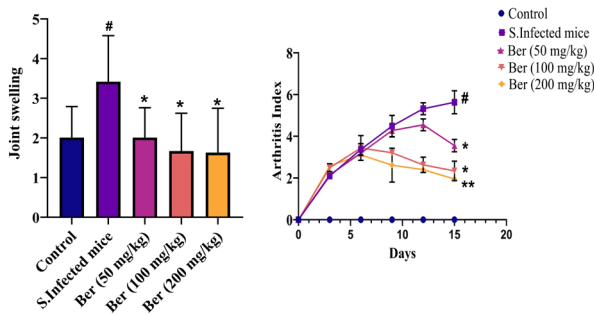 Joint swelling
5
4
3
2
1
0
#
*
*
*
Control
S.Infected mice
Ber (50 mg/kg)
Ber (100 mg/kg)
Ber (200 mg/kg)
Control
S.Infected mice
Ber (50 mg/kg)
Ber (100 mg/kg)
Ber (200 mg/kg)
Arthritis Index
8
6
4
2
0
#
*
*
**
0
5
10
15
20
Days